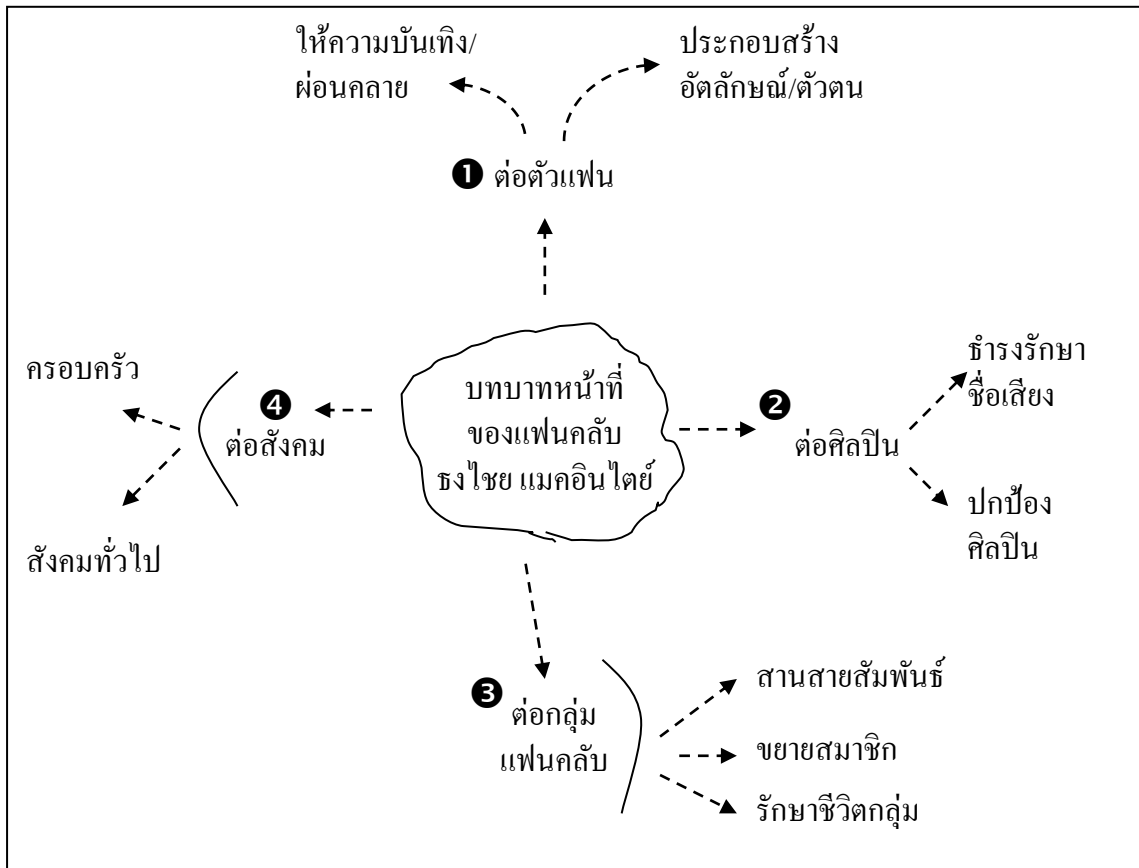 ให้ความบันเทิง/
ผ่อนคลาย
ประกอบสร้าง
อัตลักษณ์/ตัวตน
❶ ต่อตัวแฟน
บทบาทหน้าที่
ของแฟนคลับ
ธงไชย แมคอินไตย์
❷
ต่อศิลปิน
ธำรงรักษา
ชื่อเสียง
ปกป้อง
ศิลปิน
❸
ต่อกลุ่ม
แฟนคลับ
สานสายสัมพันธ์
ขยายสมาชิก
รักษาชีวิตกลุ่ม
❹
ต่อสังคม
ครอบครัว
สังคมทั่วไป